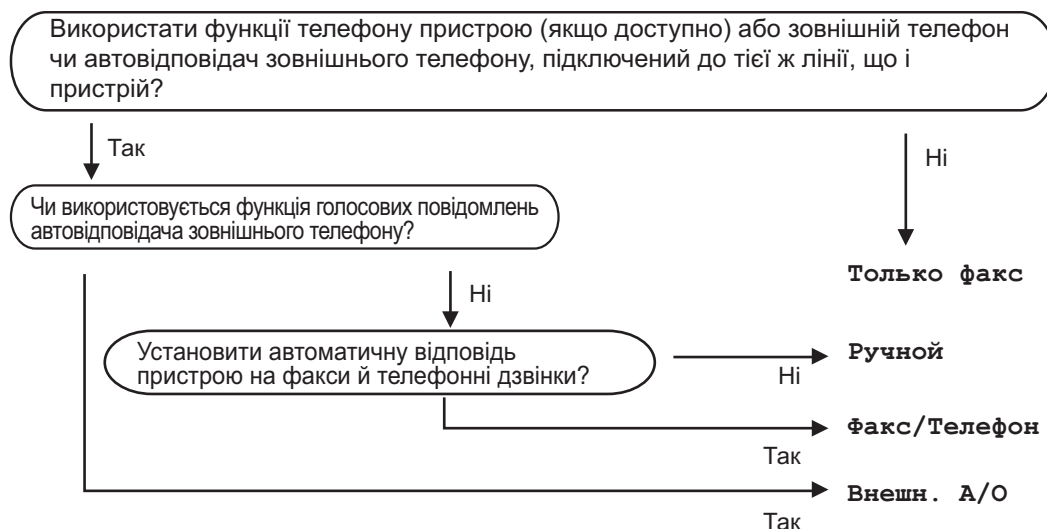 Використати функції телефону пристрою (якщо доступно) або зовнішній телефон
чи автовідповідач зовнішнього телефону, підключений до тієї ж лінії, що і
пристрій?
Так
Ні
Чи використовується функція голосових повідомлень
автовідповідача зовнішнього телефону?
Только факс
Ні
Установити автоматичну відповідь
пристрою на факси й телефонні дзвінки?
Ручной
Ні
Факс/Телефон
Так
Внешн. А/О
Так